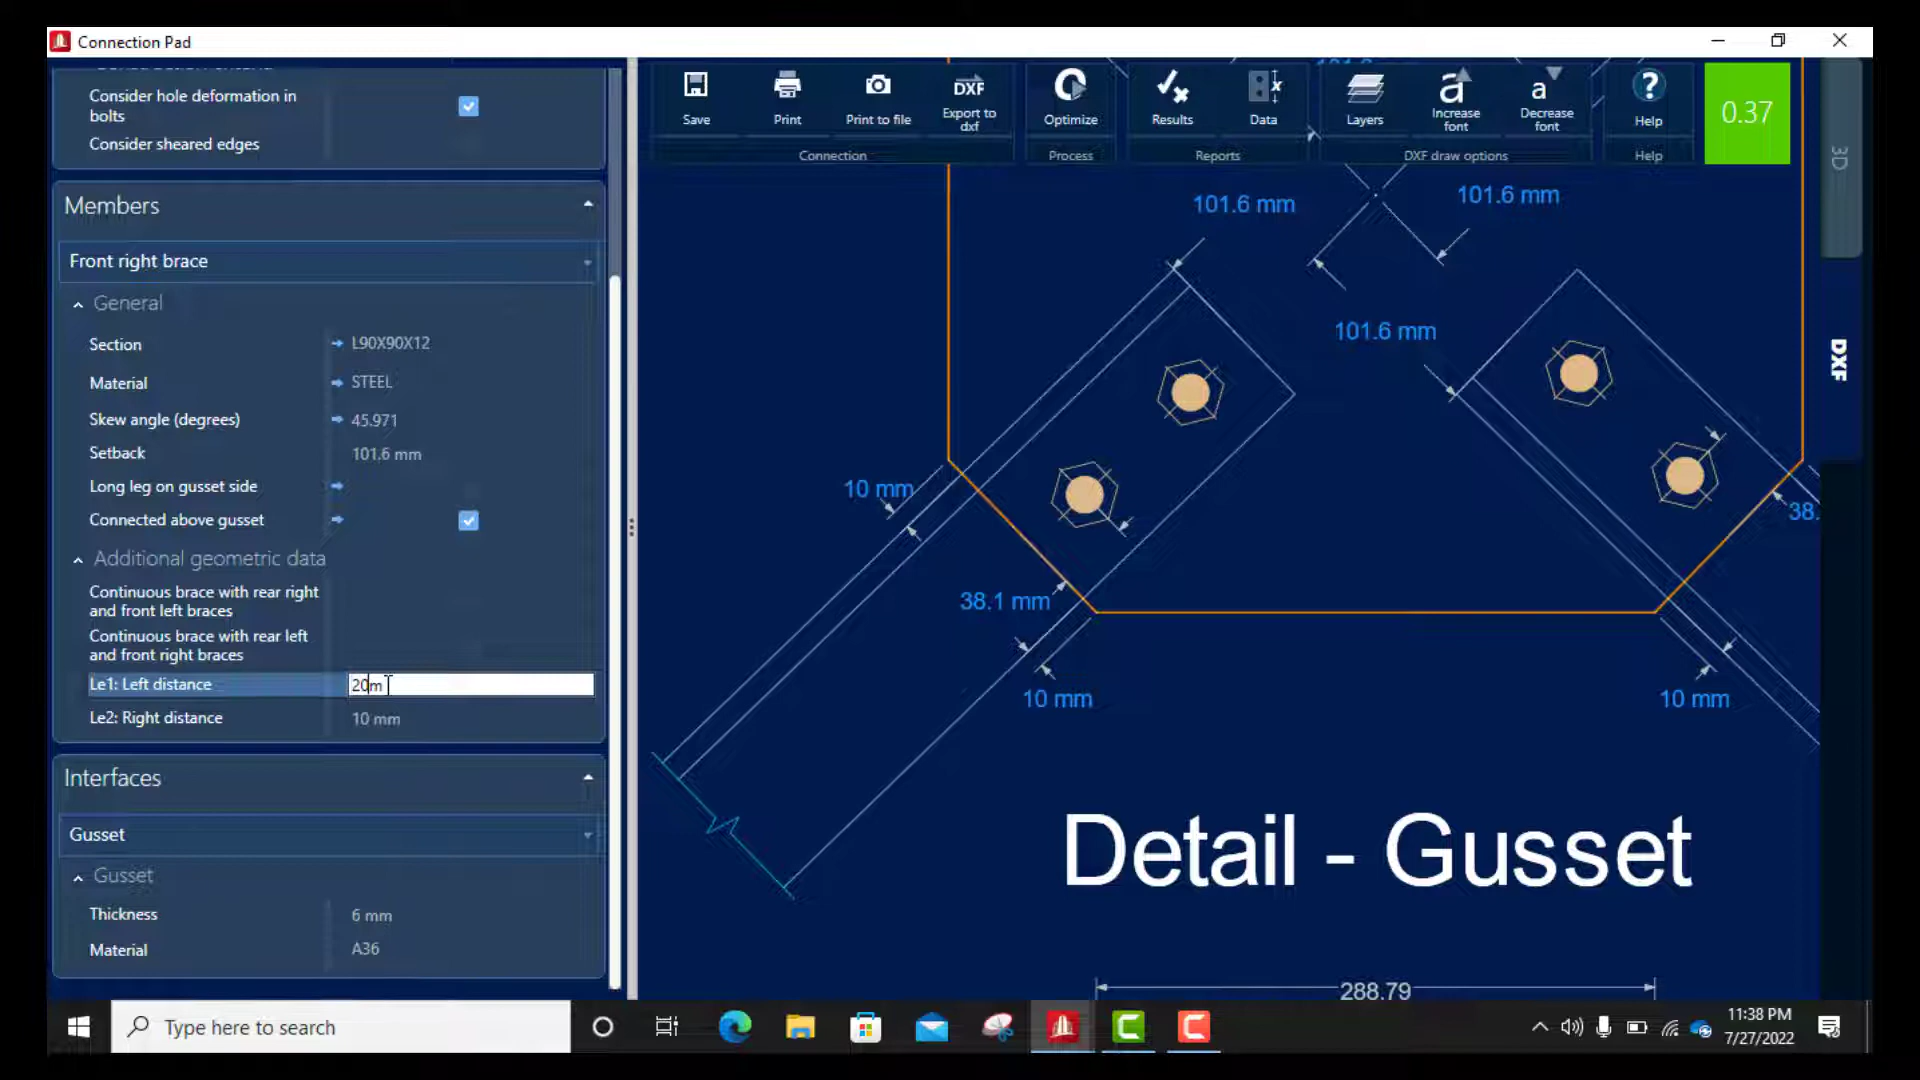 Connection Pad
Consider hole deformation in
bolts
Consider sheared edges
Members
Front right brace
General
Section L90X90X12
Material STEEL
Skew angle (degrees) 45.971
Setback 101.6 mm
Long leg on gusset side
Connected above gusset
Additional geometric data
Continuous brace with rear right
and front left braces
Continuous brace with rear left
and front right braces
Le1: Left distance 20m
Le2: Right distance 10 mm
Interfaces
Gusset
Gusset
Thickness 6 mm
Material A36
Save
Print
Print to file
DXF
Export to
dxf
Connection
Optimize
Process
Results
Data
Reports
Layers
Increase
font
Decrease
font
DXF draw options
Help
Help
0.37
3D
DXF
101.6 mm
101.6 mm
101.6 mm
10 mm
38.
38.1 mm
10 mm
10 mm
Detail - Gusset
288.79
Type here to search
11:38 PM
7/27/2022